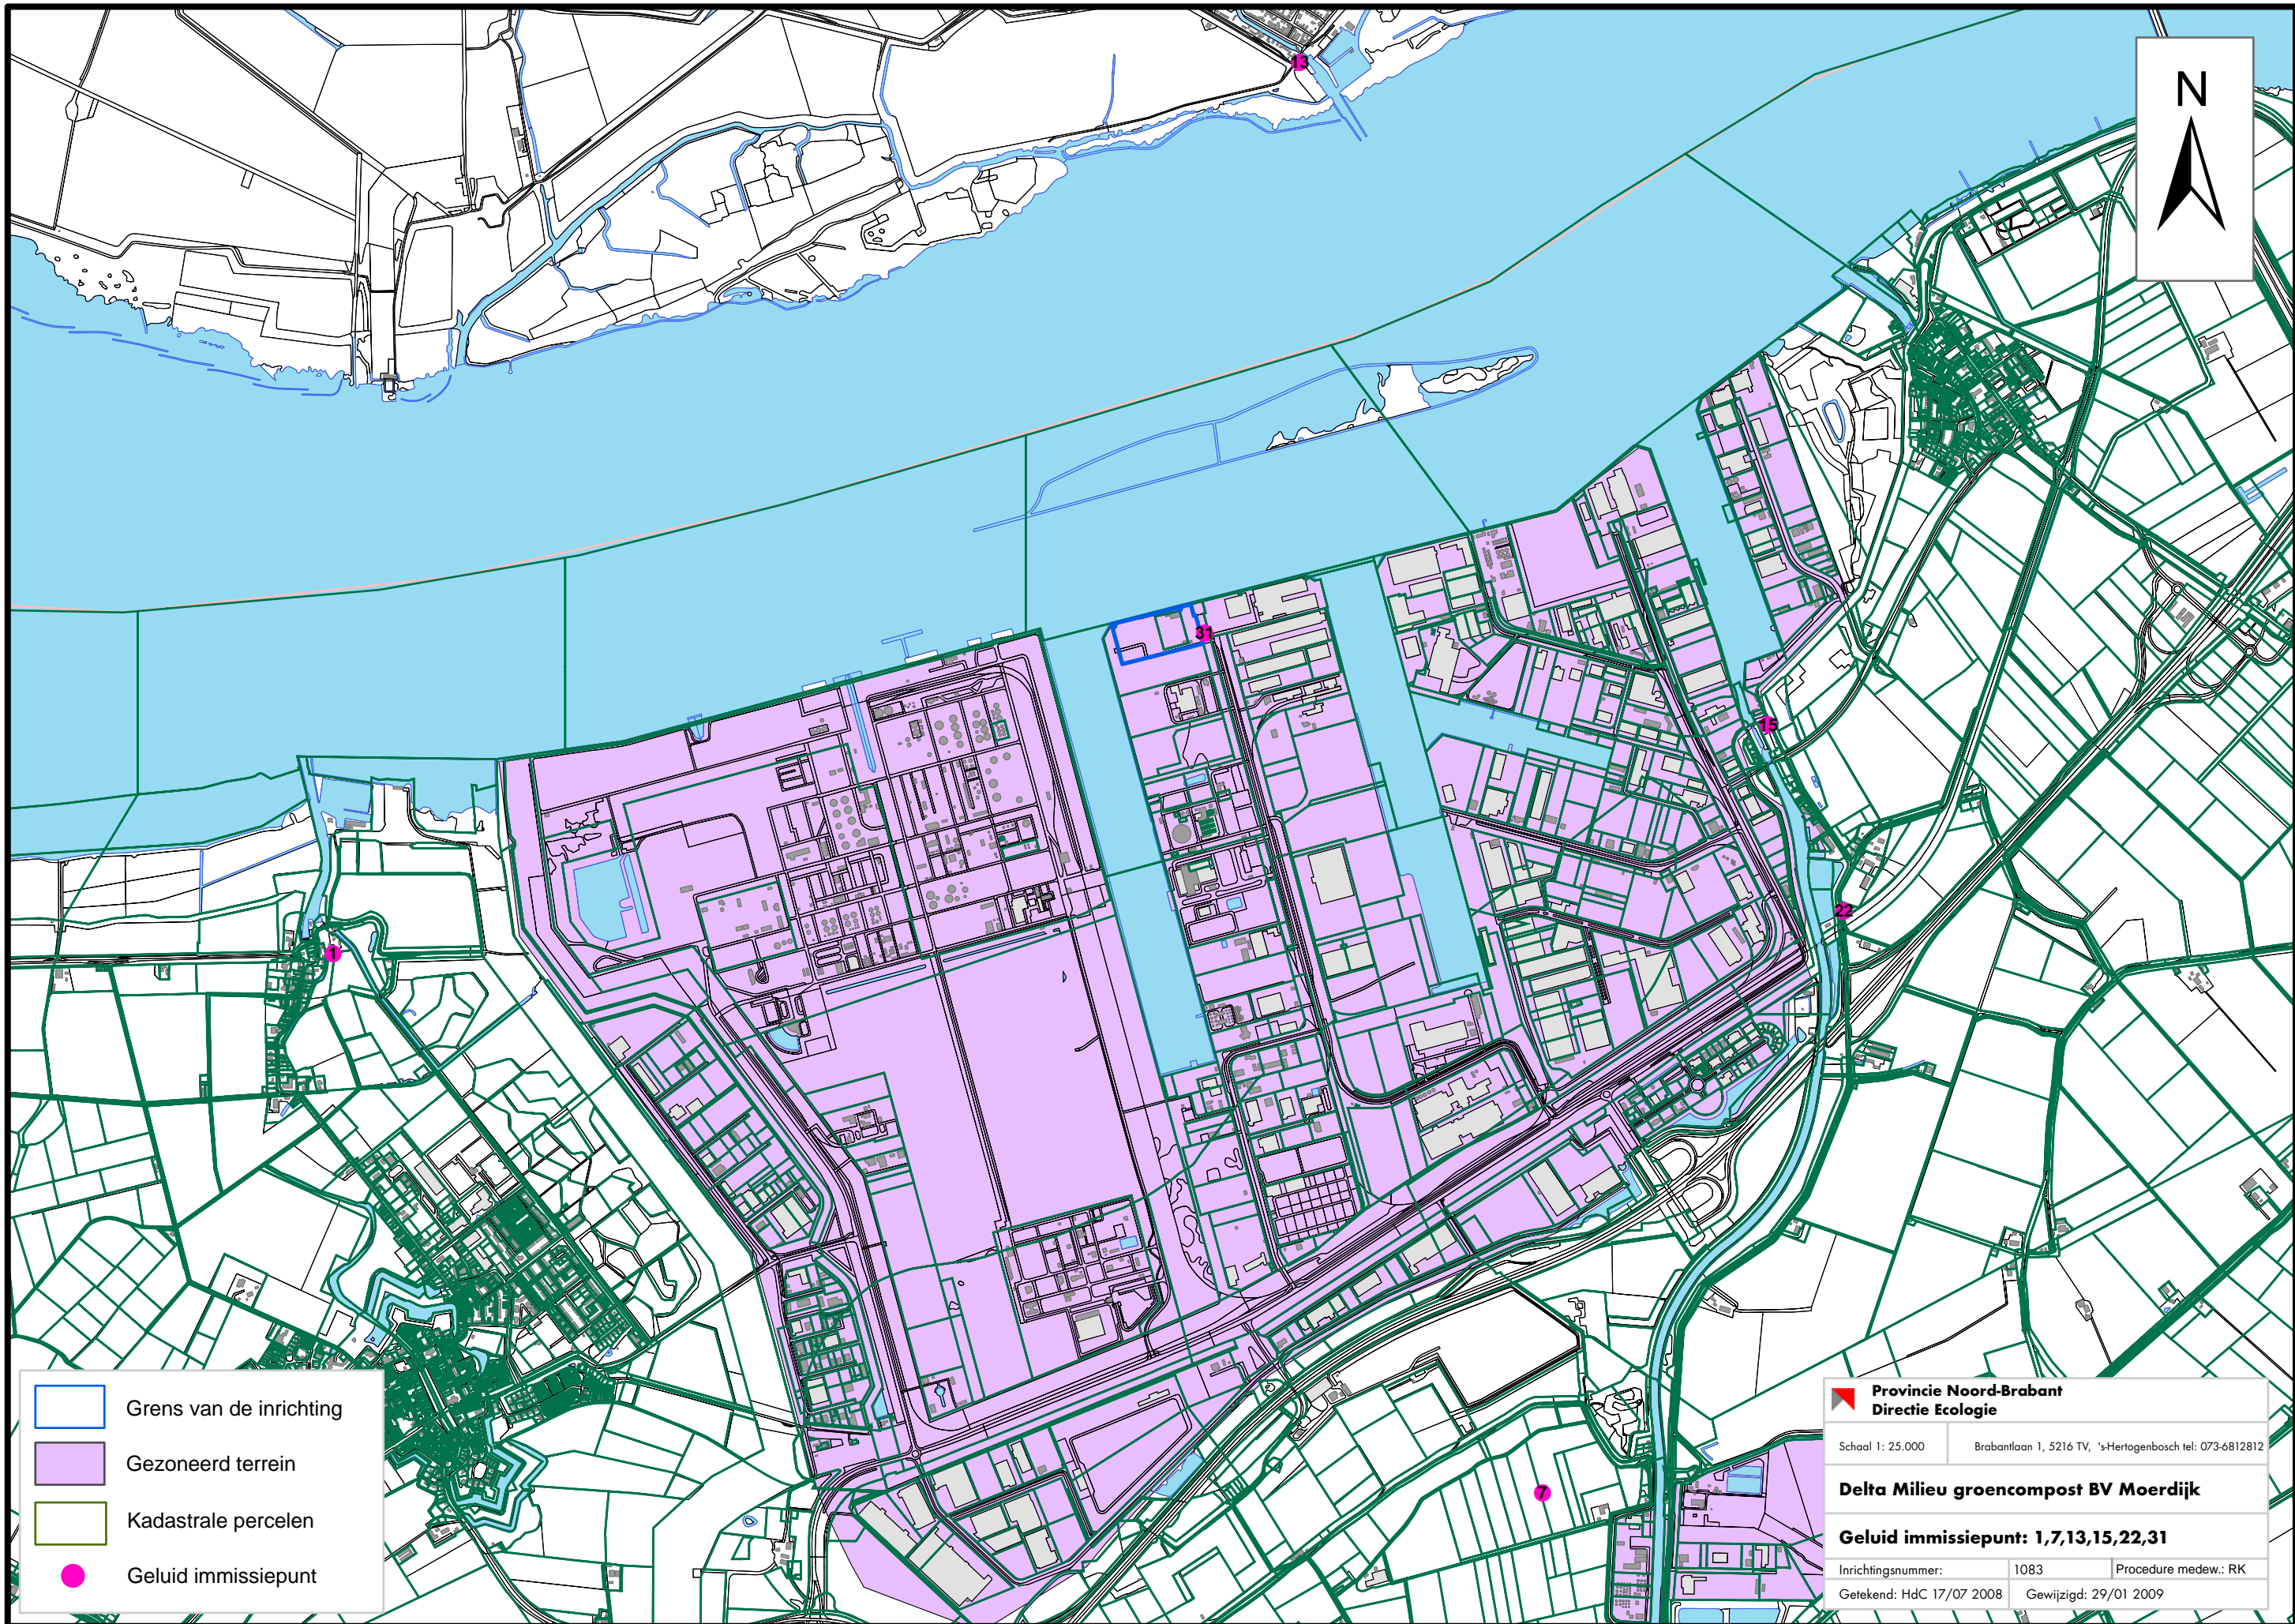 13
N
31
15
22
1
7
Grens van de inrichting
Gezoneerd terrein
Kadastrale percelen
Geluid immissiepunt
Provincie Noord-Brabant
Directie Ecologie
Schaal 1: 25.000
Brabantlaan 1, 5216 TV, 's-Hertogenbosch tel: 073-6812812
Delta Milieu groencompost BV Moerdijk
Geluid immissiepunt: 1,7,13,15,22,31
Inrichtingsnummer: 1083 Procedure medew.: RK
Getekend: HdC 17/07 2008 Gewijzigd: 29/01 2009